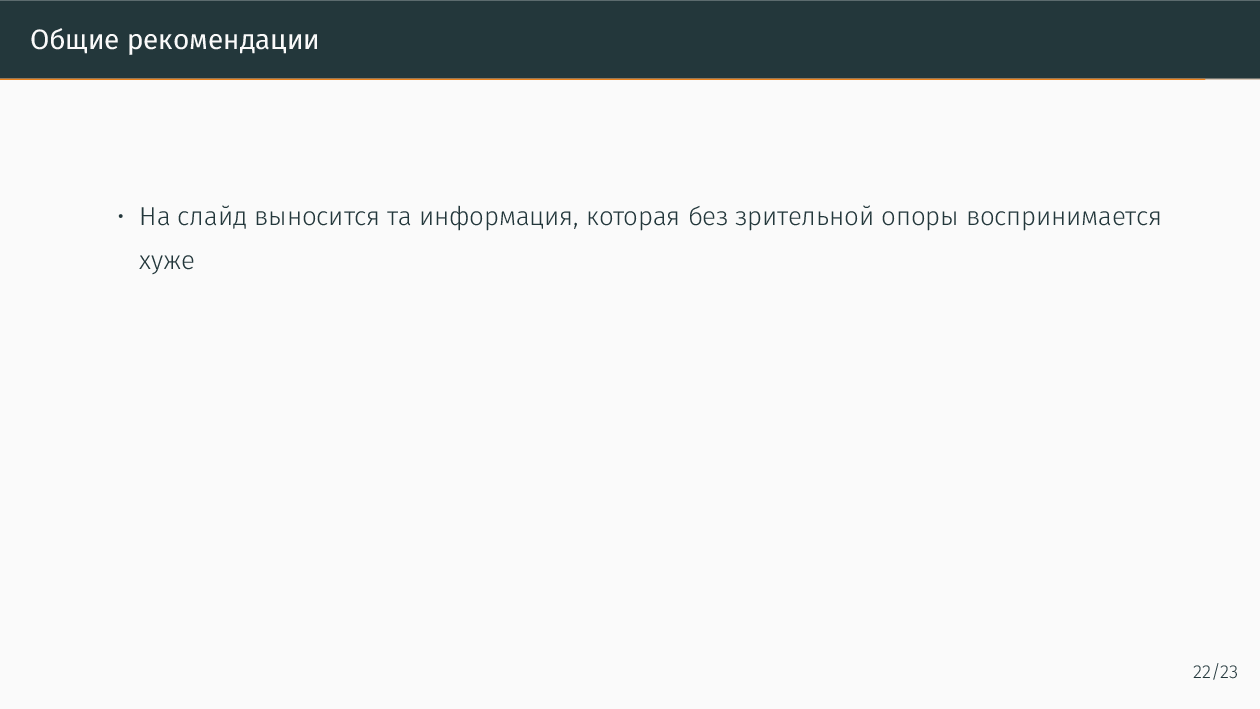 Общие рекомендации
• На слайд выносится та информация, которая без зрительной опоры воспринимается
хуже
22/23